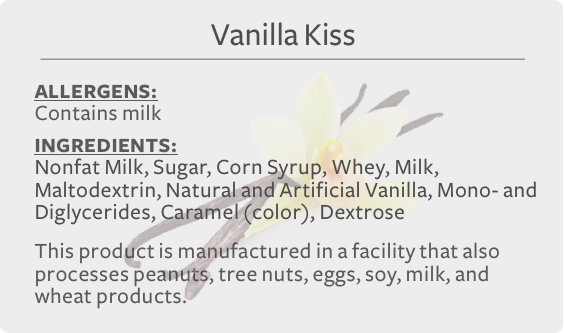 Vanilla Kiss
ALLERGENS:
Contains milk
INGREDIENTS:
Nonfat Milk, Sugar, Corn Syrup, Whey, Milk,
Maltodextrin, Natural and Artificial Vanilla, Mono- and
Diglycerides, Caramel (color), Dextrose
This product is manufactured in a facility that also
processes peanuts, tree nuts, eggs, soy, milk, and
wheat products.